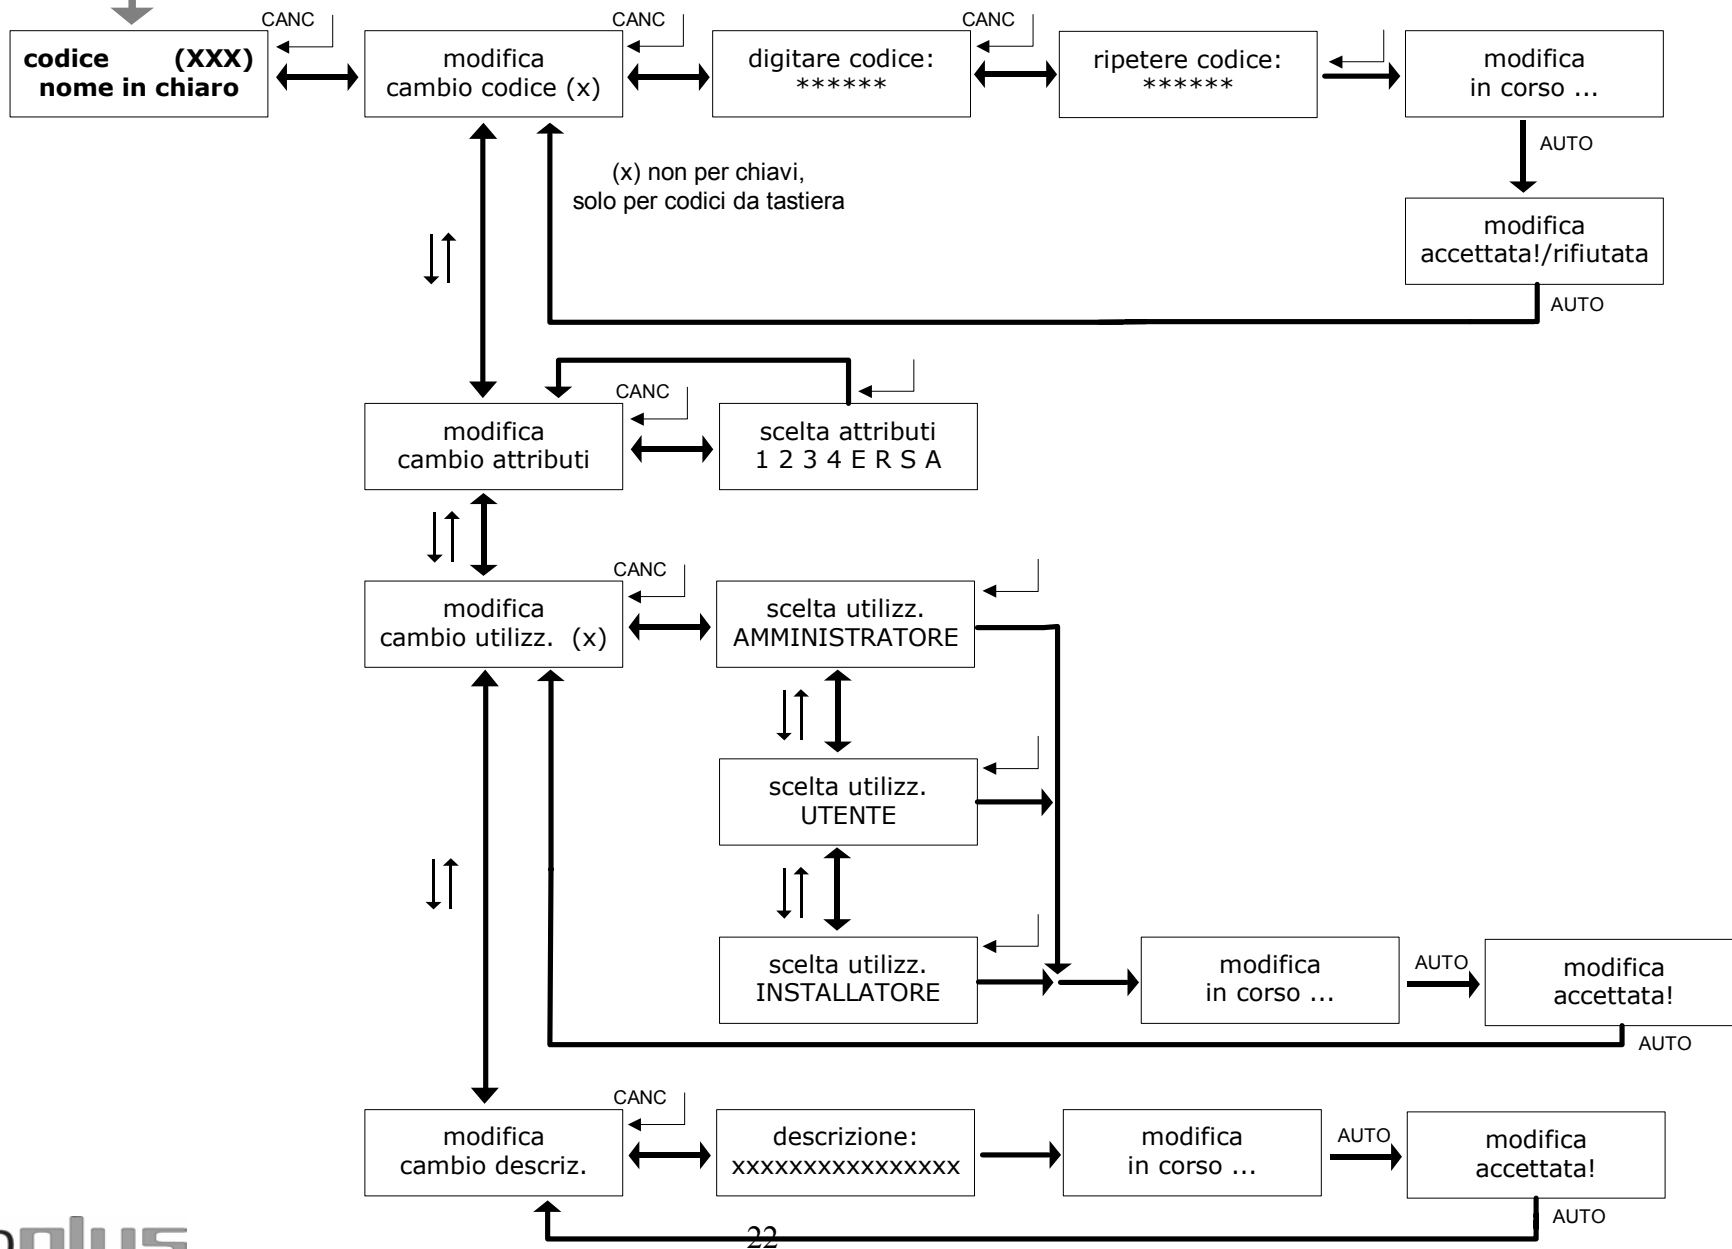 CANC
CANC
CANC
codice (XXX)
nome in chiaro
modifica
cambio codice (x)
digitare codice:
******
ripetere codice:
******
modifica
in corso ...
AUTO
(x) non per chiavi,
solo per codici da tastiera
modifica
accettata!/rifiutata
AUTO
CANC
modifica
cambio attributi
scelta attributi
1 2 3 4 E R S A
CANC
modifica
cambio utilizz. (x)
scelta utilizz.
AMMINISTRATORE
scelta utilizz.
UTENTE
scelta utilizz.
INSTALLATORE
modifica
in corso ...
AUTO
modifica
accettata!
AUTO
CANC
modifica
cambio descriz.
descrizione:
xxxxxxxxxxxxxxxx
modifica
in corso ...
AUTO
modifica
accettata!
AUTO
plus
22